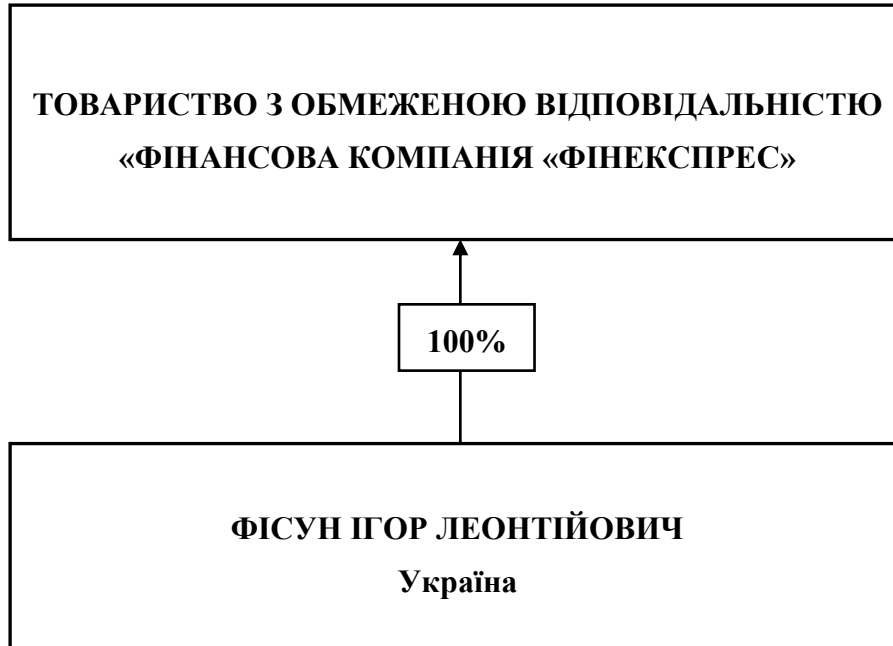 ТОВАРИСТВО З ОБМЕЖЕНОЮ ВІДПОВІДАЛЬНІСТЮ
«ФІНАНСОВА КОМПАНІЯ «ФІНЕКСПРЕС»
100%
ФІСУН ІГОР ЛЕОНТІЙОВИЧ
Україна